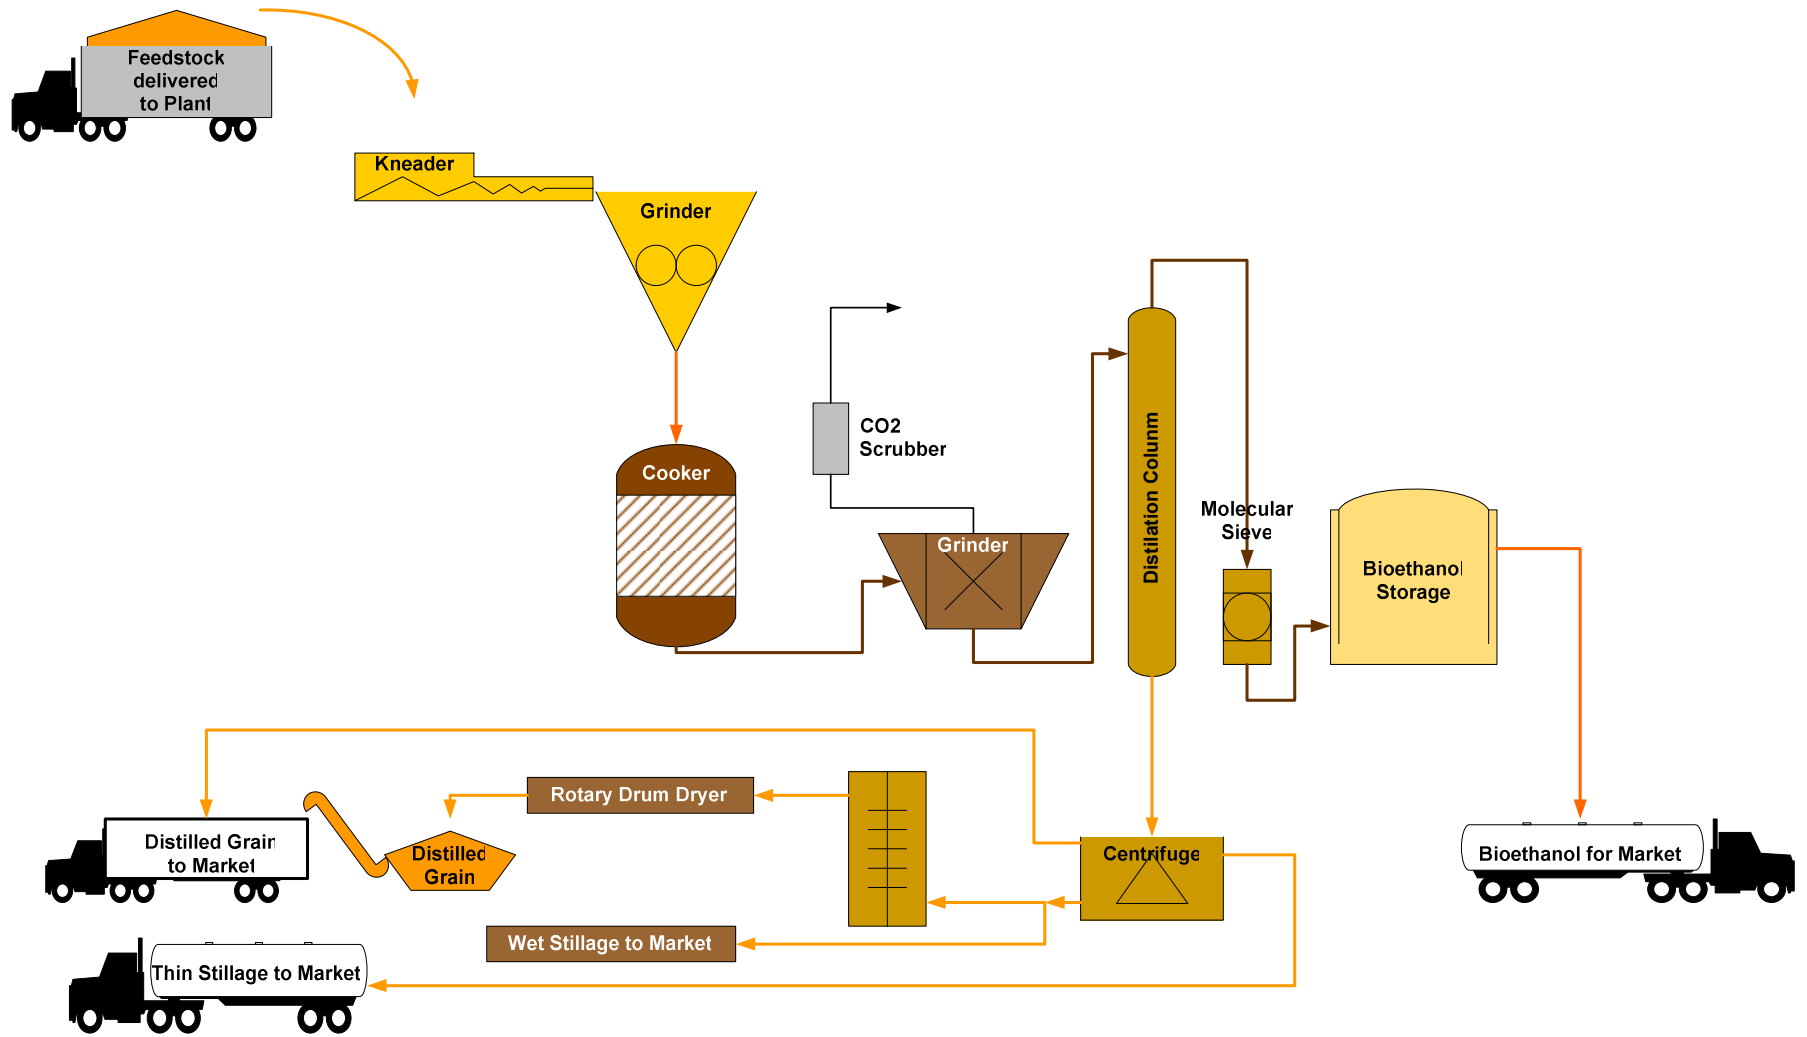 Feedstock
delivered
to Plant
Kneader
Grinder
CO2
Scrubber
Cooker
Grinder
Distilation Colunm
Molecular
Sieve
Bioethanol
Storage
Rotary Drum Dryer
Distilled Grain
to Market
Distilled
Grain
Centrifuge
Bioethanol for Market
Wet Stillage to Market
Thin Stillage to Market